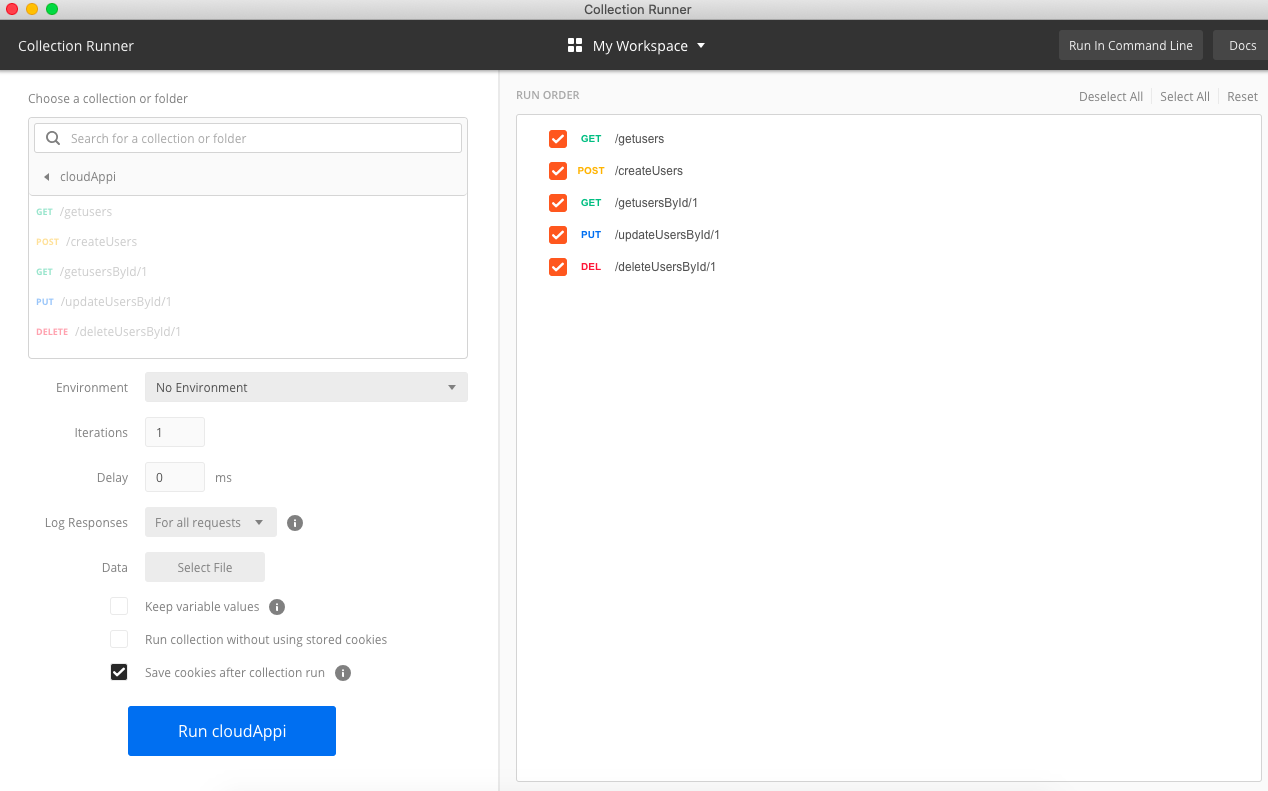 Collection Runner
Collection Runner
My Workspace
Run In Command Line
Docs
Choose a collection or folder
Search for a collection or folder
cloudAppi
GET /getusers
POST /createUsers
GET /getusersById/1
PUT /updateUsersById/1
DELETE /deleteUsersById/1
Environment No Environment
Iterations 1
Delay 0 ms
Log Responses For all requests
Data Select File
Keep variable values
Run collection without using stored cookies
Save cookies after collection run
Run cloudAppi
RUN ORDER
Deselect All Select All Reset
GET /getusers
POST /createUsers
GET /getusersById/1
PUT /updateUsersById/1
DEL /deleteUsersById/1